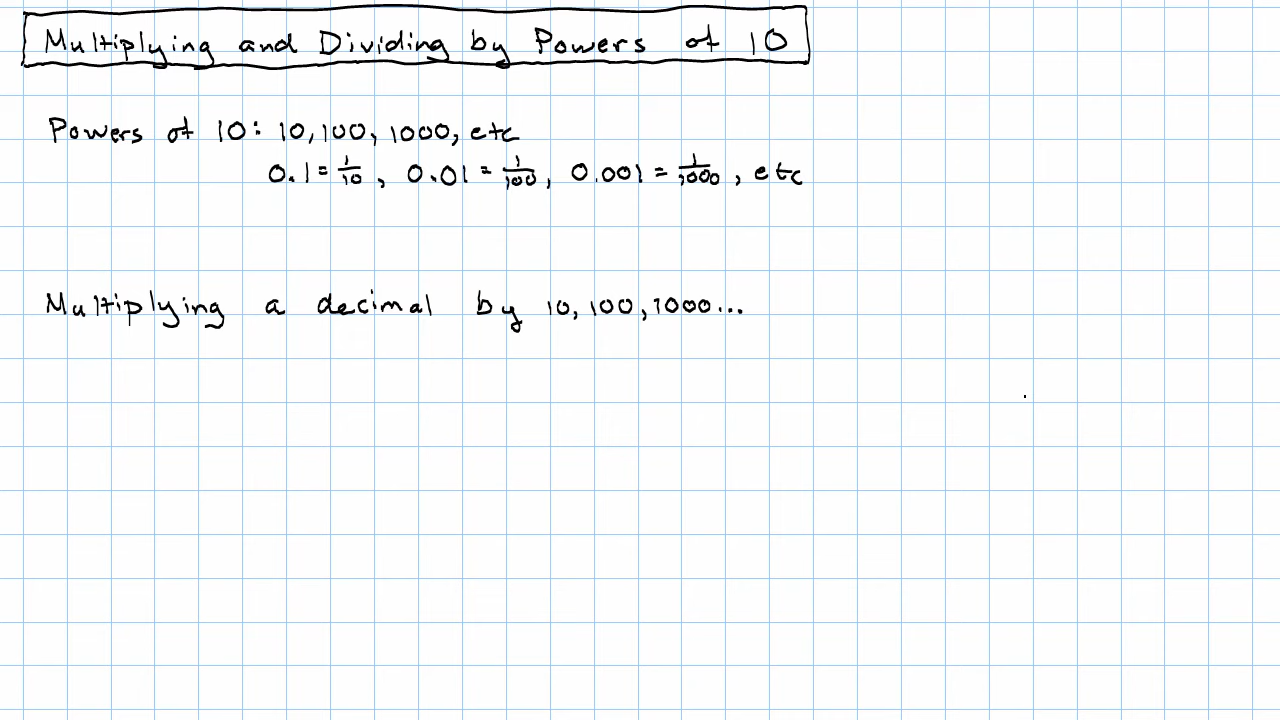 Multiplying and Dividing by Powers of 10
Powers of 10: 10, 100, 1000, etc
0.1 = 1/10, 0.01 = 1/100, 0.001 = 1/1000, etc
Multiplying a decimal by 10, 100, 1000...